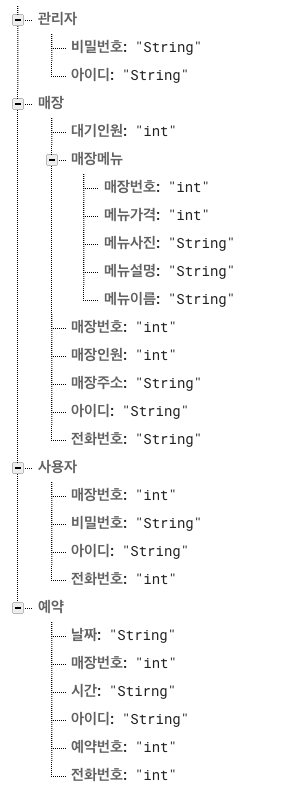 관리자
비밀번호: "String"
아이디: "String"
매장
대기인원: "int"
매장메뉴
매장번호: "int"
메뉴가격: "int"
메뉴사진: "String"
메뉴설명: "String"
메뉴이름: "String"
매장번호: "int"
매장인원: "int"
매장주소: "String"
아이디: "String"
전화번호: "String"
사용자
매장번호: "int"
비밀번호: "String"
아이디: "String"
전화번호: "int"
예약
날짜: "String"
매장번호: "int"
시간: "Stirng"
아이디: "String"
예약번호: "int"
전화번호: "int"